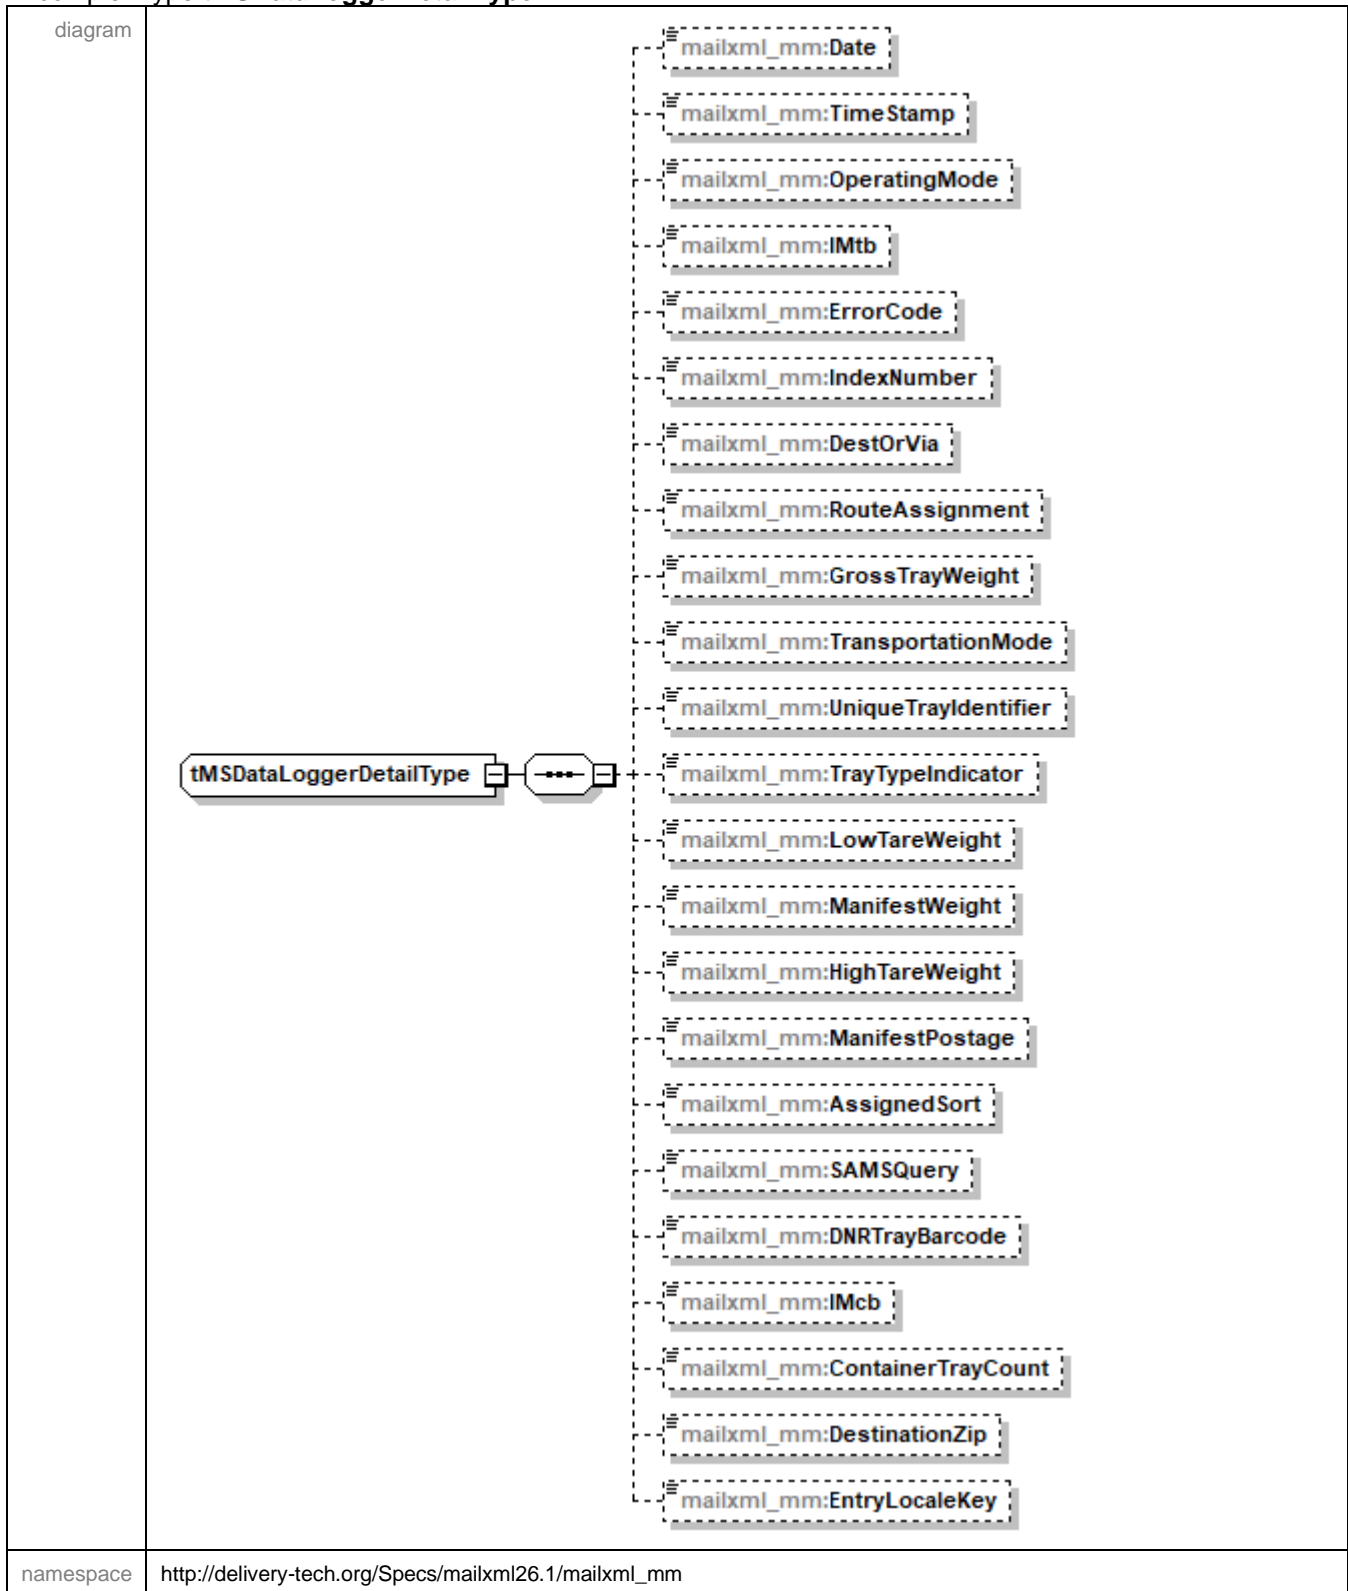 diagram
mailxml_mm:Date
mailxml_mm:TimeStamp
mailxml_mm:OperatingMode
mailxml_mm:IMtb
mailxml_mm:ErrorCode
mailxml_mm:IndexNumber
mailxml_mm:DestOrVia
mailxml_mm:RouteAssignment
mailxml_mm:GrossTrayWeight
mailxml_mm:TransportationMode
mailxml_mm:UniqueTrayIdentifier
tMSDataLoggerDetailType
mailxml_mm:TrayTypeIndicator
mailxml_mm:LowTareWeight
mailxml_mm:ManifestWeight
mailxml_mm:HighTareWeight
mailxml_mm:ManifestPostage
mailxml_mm:AssignedSort
mailxml_mm:SAMSQuery
mailxml_mm:DNRTrayBarcode
mailxml_mm:IMcb
mailxml_mm:ContainerTrayCount
mailxml_mm:DestinationZip
mailxml_mm:EntryLocaleKey
namespace http://delivery-tech.org/Specs/mailxml26.1/mailxml_mm